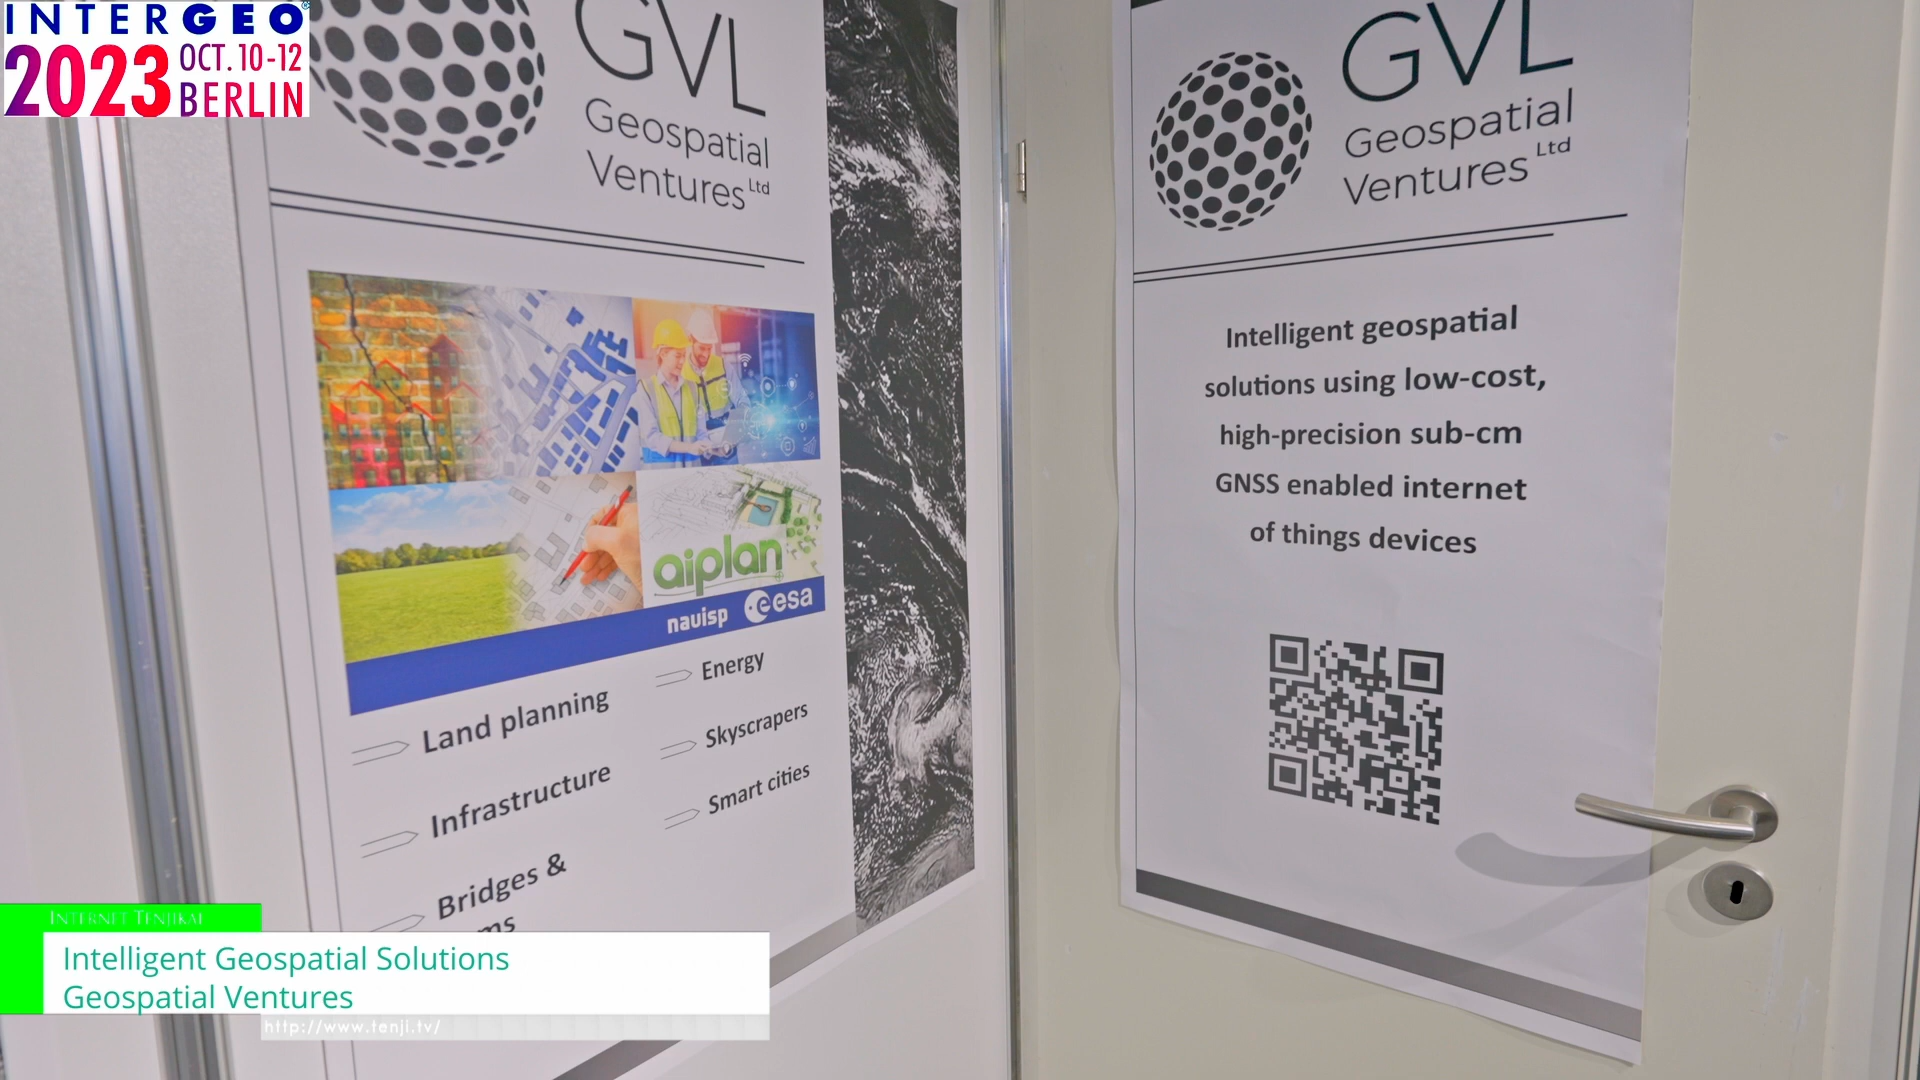 INTERGEO
2023 OCT. 10-12
BERLIN
GVL
Geospatial
Ventures Ltd
aiplan
navisp esa
Land planning
Infrastructure
Bridges &
Energy
Skyscrapers
Smart cities
GVL
Geospatial
Ventures Ltd
Intelligent geospatial
solutions using low-cost,
high-precision sub-cm
GNSS enabled internet
of things devices
INTERNET TENJIKAI
Intelligent Geospatial Solutions
Geospatial Ventures
http://www.tenji.tv/